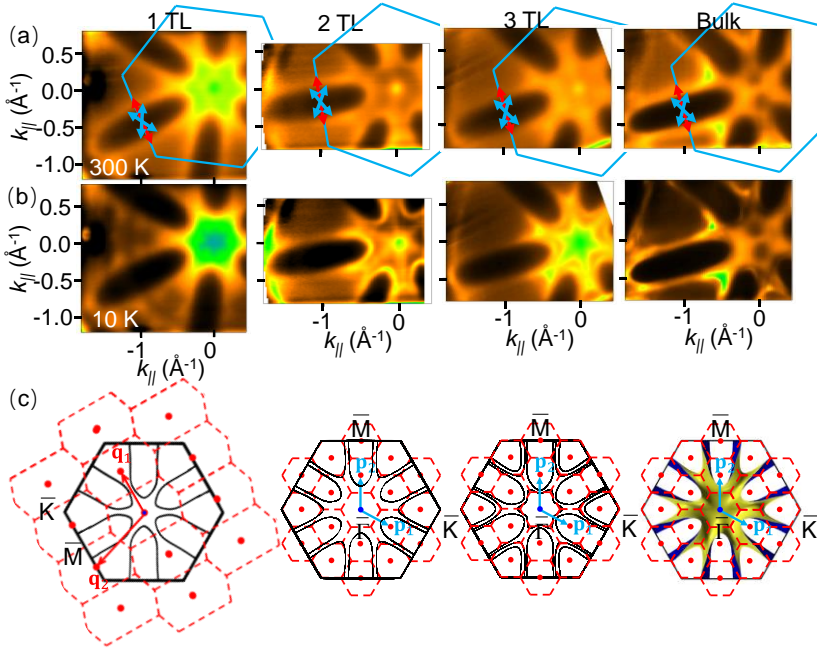 1 TL 2 TL 3 TL Bulk
(a)
k// (Å⁻¹)
0.5
0.0
-0.5
-1.0
300 K
(b)
k// (Å⁻¹)
0.5
0.0
-0.5
-1.0
10 K
-1 0 -1 0 -1 0 -1 0
k// (Å⁻¹) k// (Å⁻¹) k// (Å⁻¹) k// (Å⁻¹)
(c)
q₁
K̅
M̅
q₂
M̅
p₂
Γ̅
p₁
K̅
M̅
p₂
Γ̅
p₁
K̅
M̅
p₂
Γ̅
p₁
K̅